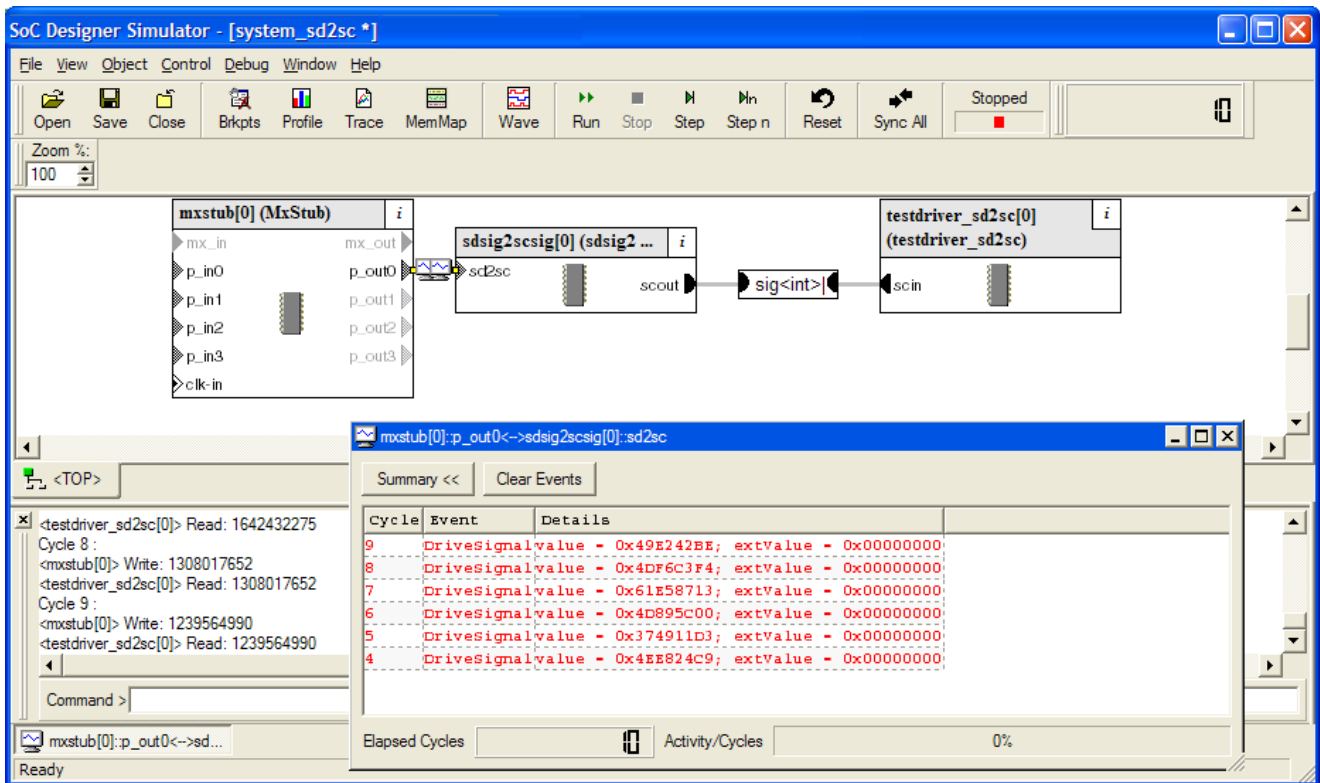 SoC Designer Simulator - [system_sd2sc *]
File View Object Control Debug Window Help
Open Save Close Brkpts Profile Trace MemMap Wave Run Stop Step Step n Reset Sync All Stopped 10
Zoom %:
100
mxstub[0] (MxStub) i
mx_in mx_out
p_in0 p_out0
p_in1 p_out1
p_in2 p_out2
p_in3 p_out3
clk-in
sdsig2scsig[0] (sdsig2 ... i
sd2sc
scout
sig<int>|
testdriver_sd2sc[0] i
(testdriver_sd2sc)
scin
<TOP>
<testdriver_sd2sc[0]> Read: 1642432275
Cycle 8 :
<mxstub[0]> Write: 1308017652
<testdriver_sd2sc[0]> Read: 1308017652
Cycle 9 :
<mxstub[0]> Write: 1239564990
<testdriver_sd2sc[0]> Read: 1239564990
Command >
mxstub[0]::p_out0<-->sdsig2scsig[0]::sd2sc
Summary << Clear Events
Cycle Event Details
9 DriveSignal value - 0x49E242BE; extValue - 0x00000000
8 DriveSignal value - 0x4DF6C3F4; extValue - 0x00000000
7 DriveSignal value - 0x61E58713; extValue - 0x00000000
6 DriveSignal value - 0x4D895C00; extValue - 0x00000000
5 DriveSignal value - 0x374911D3; extValue - 0x00000000
4 DriveSignal value - 0x4EE824C9; extValue - 0x00000000
Elapsed Cycles 10 Activity/Cycles 0%
mxstub[0]::p_out0<-->sd...
Ready